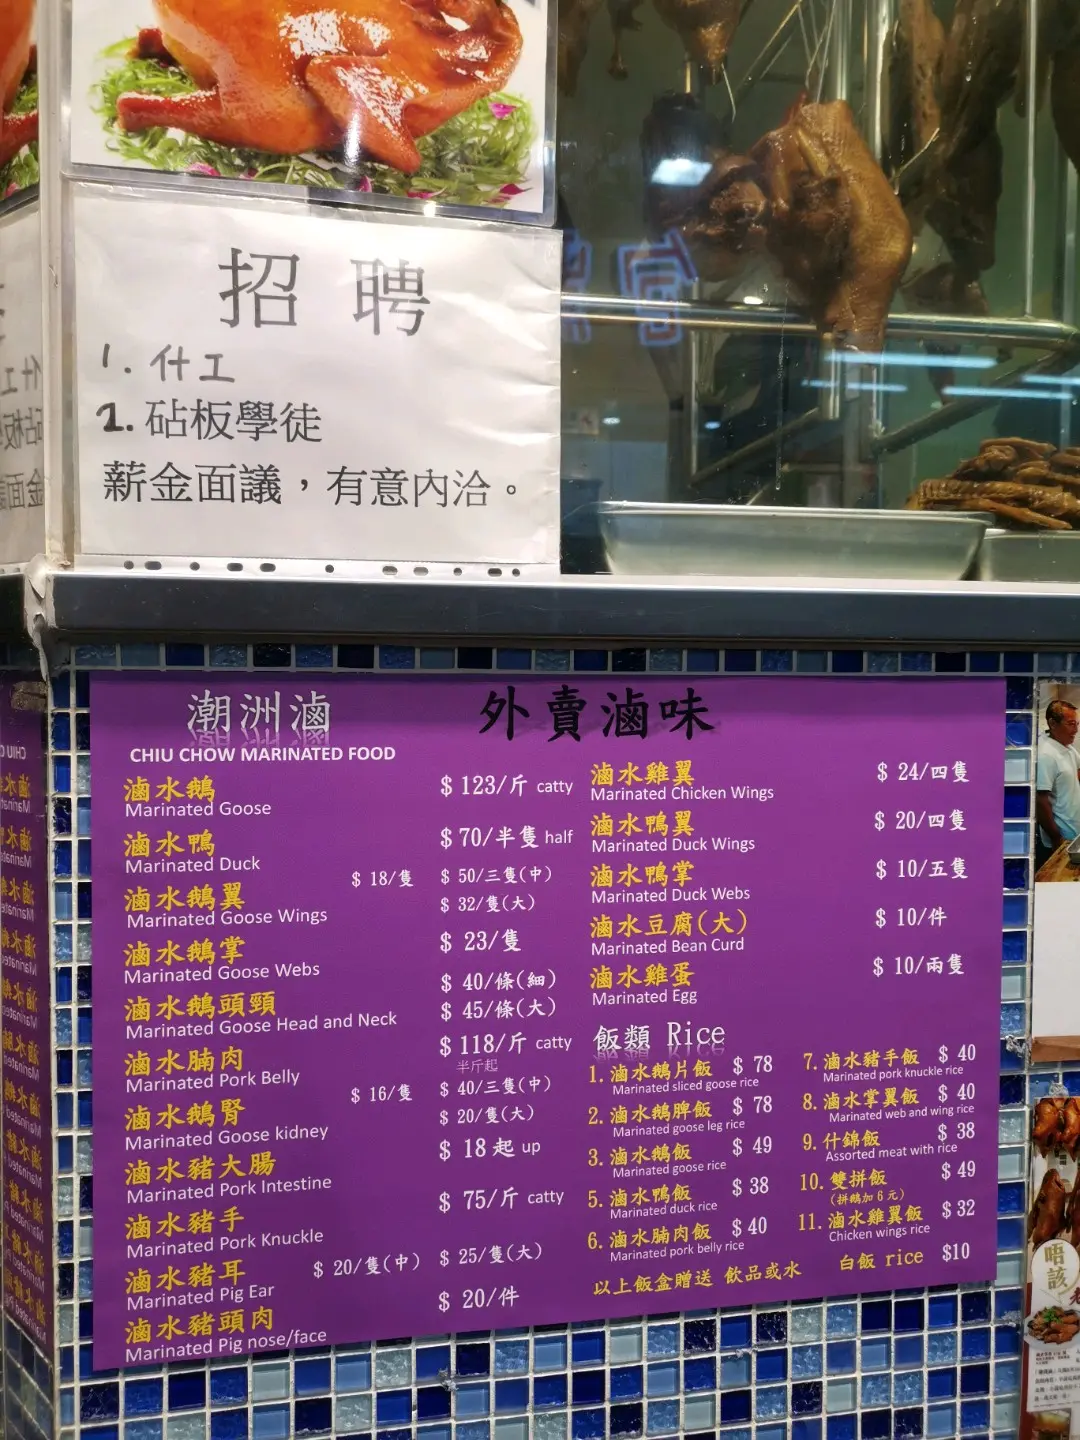 招聘
1. 什工
2. 砧板學徒
薪金面議，有意內洽。
潮洲滷 外賣滷味
CHIU CHOW MARINATED FOOD
滷水鵝 $ 123/斤 catty
Marinated Goose
滷水鴨 $ 70/半隻 half
Marinated Duck
$ 18/隻 $ 50/三隻(中)
滷水鵝翼 $ 32/隻(大)
Marinated Goose Wings
滷水鵝掌 $ 23/隻
Marinated Goose Webs
$ 40/條(細)
滷水鵝頭頸 $ 45/條(大)
Marinated Goose Head and Neck
滷水腩肉 $ 118/斤 catty
半斤起
Marinated Pork Belly
$ 16/隻 $ 40/三隻(中)
滷水鵝腎 $ 20/隻(大)
Marinated Goose kidney
滷水豬大腸 $ 18 起 up
Marinated Pork Intestine
滷水豬手 $ 75/斤 catty
Marinated Pork Knuckle
滷水豬耳 $ 20/隻(中) $ 25/隻(大)
Marinated Pig Ear
滷水豬頭肉 $ 20/件
Marinated Pig nose/face
滷水雞翼 $ 24/四隻
Marinated Chicken Wings
滷水鴨翼 $ 20/四隻
Marinated Duck Wings
滷水鴨掌 $ 10/五隻
Marinated Duck Webs
滷水豆腐(大) $ 10/件
Marinated Bean Curd
滷水雞蛋 $ 10/兩隻
Marinated Egg
飯類 Rice
1. 滷水鵝片飯 $ 78
Marinated sliced goose rice
2. 滷水鵝脾飯 $ 78
Marinated goose leg rice
3. 滷水鵝飯 $ 49
Marinated goose rice
5. 滷水鴨飯 $ 38
Marinated duck rice
6. 滷水腩肉飯 $ 40
Marinated pork belly rice
7. 滷水豬手飯 $ 40
Marinated pork knuckle rice
8. 滷水掌翼飯 $ 40
Marinated web and wing rice
9. 什錦飯 $ 38
Assorted meat with rice
10. 雙拼飯 $ 49
(拼鵝加 6 元)
11. 滷水雞翼飯 $ 32
Chicken wings rice
白飯 rice $10
以上飯盒贈送 飲品或水
唔該